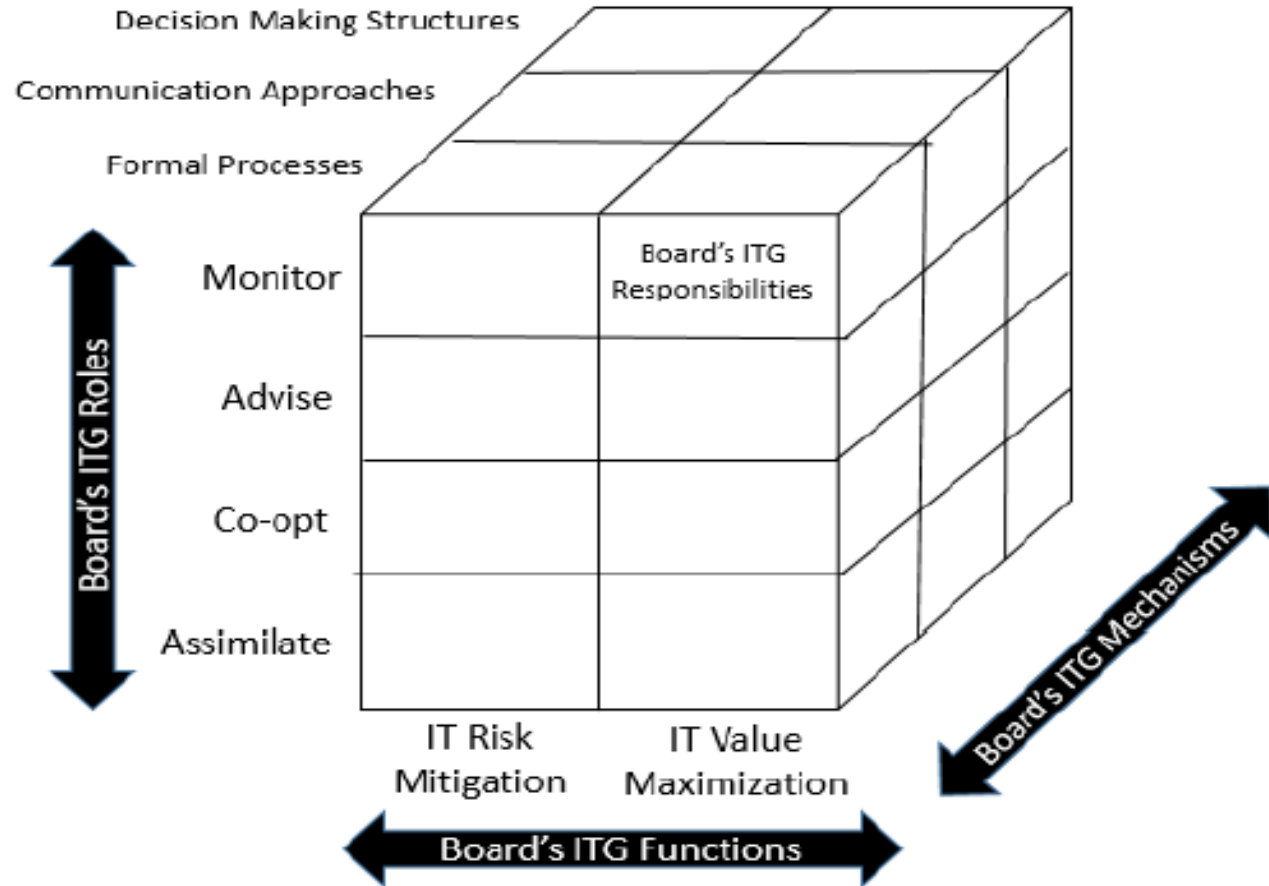 Decision Making Structures
Communication Approaches
Formal Processes
Monitor
Board's ITG
Responsibilities
Advise
Co-opt
Assimilate
Board's ITG Roles
IT Risk
Mitigation
IT Value
Maximization
Board's ITG Mechanisms
Board's ITG Functions